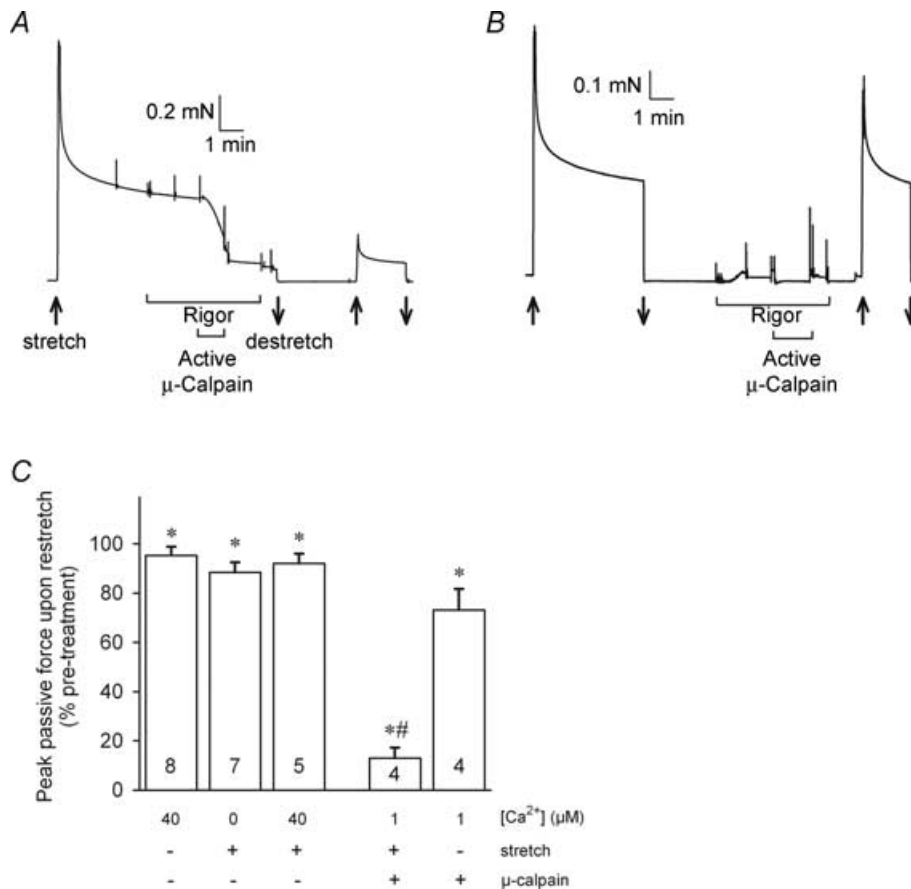 A
0.2 mN
1 min
Rigor
stretch
destretch
Active
μ-Calpain
B
0.1 mN
1 min
Rigor
Active
μ-Calpain
C
Peak passive force upon restretch
(% pre-treatment)
100
80
60
40
20
0
* * * *# *
8 7 5 4 4
40 0 40 1 1 [Ca²⁺] (μM)
- + + + - stretch
- - - + + μ-calpain